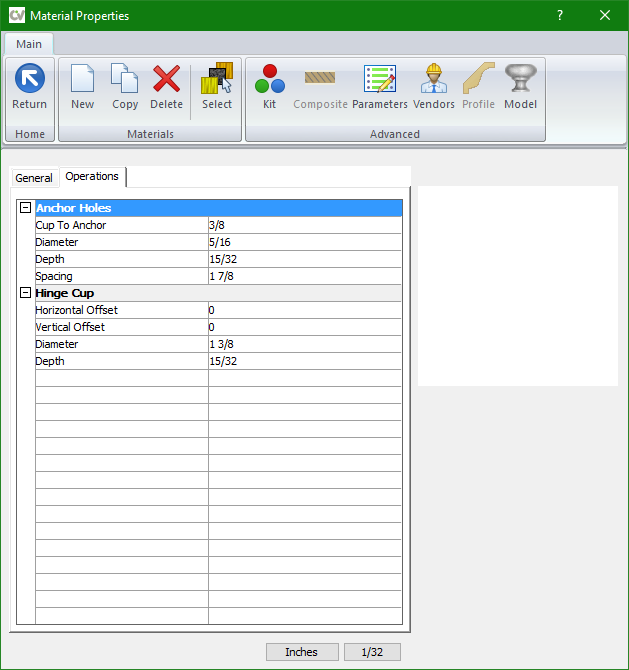 CV Material Properties ?
Main
Return New Copy Delete Select Kit Composite Parameters Vendors Profile Model
Home Materials Advanced
General Operations
Anchor Holes
Cup To Anchor 3/8
Diameter 5/16
Depth 15/32
Spacing 1 7/8
Hinge Cup
Horizontal Offset 0
Vertical Offset 0
Diameter 1 3/8
Depth 15/32
Inches 1/32